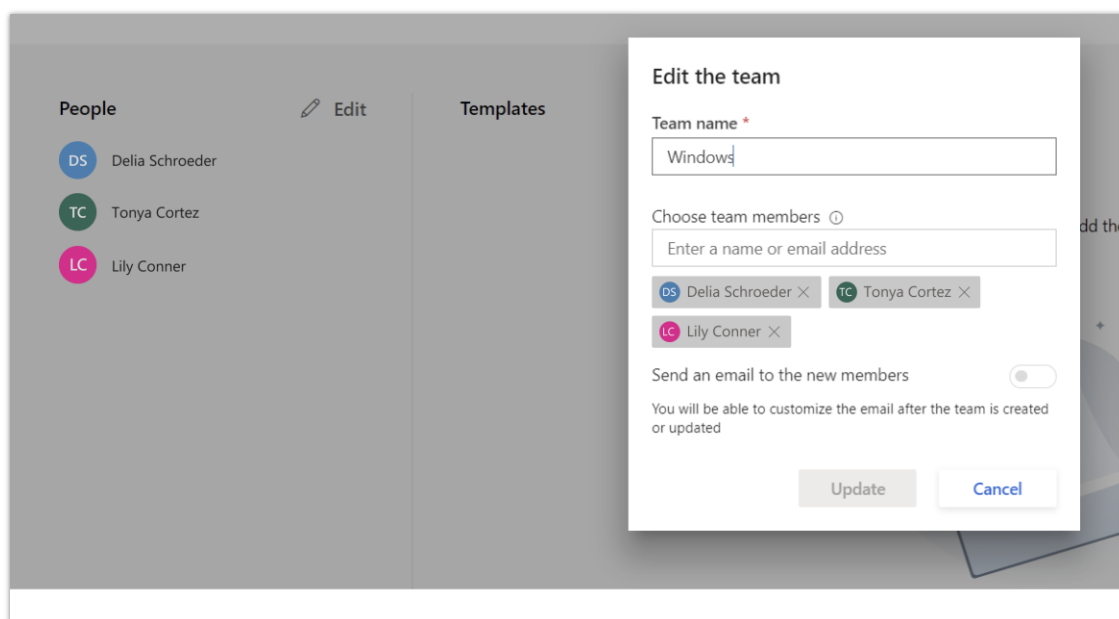 People
Edit
Templates
DS Delia Schroeder
TC Tonya Cortez
LC Lily Conner
Edit the team
Team name *
Windows
Choose team members
Enter a name or email address
DS Delia Schroeder
TC Tonya Cortez
LC Lily Conner
Send an email to the new members
You will be able to customize the email after the team is created
or updated
Update
Cancel
dd the